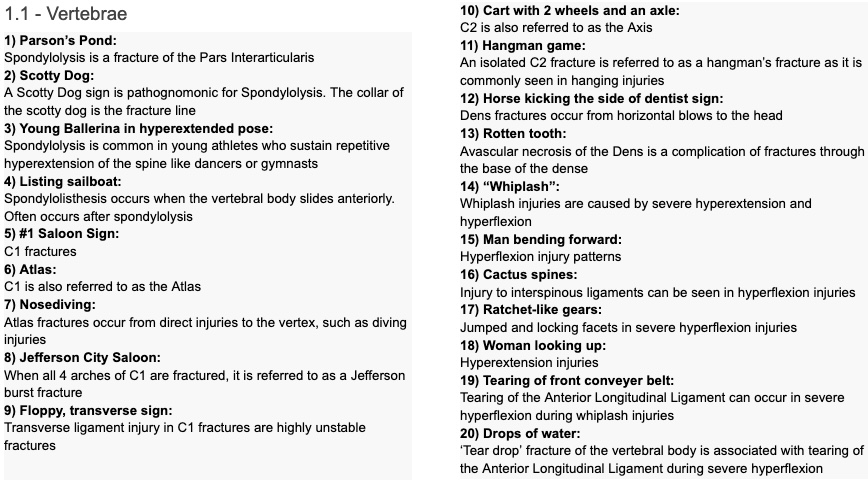 1.1 - Vertebrae
1) Parson's Pond:
Spondylolysis is a fracture of the Pars Interarticularis
2) Scotty Dog:
A Scotty Dog sign is pathognomonic for Spondylolysis. The collar of
the scotty dog is the fracture line
3) Young Ballerina in hyperextended pose:
Spondylolysis is common in young athletes who sustain repetitive
hyperextension of the spine like dancers or gymnasts
4) Listing sailboat:
Spondylolisthesis occurs when the vertebral body slides anteriorly.
Often occurs after spondylolysis
5) #1 Saloon Sign:
C1 fractures
6) Atlas:
C1 is also referred to as the Atlas
7) Nosediving:
Atlas fractures occur from direct injuries to the vertex, such as diving
injuries
8) Jefferson City Saloon:
When all 4 arches of C1 are fractured, it is referred to as a Jefferson
burst fracture
9) Floppy, transverse sign:
Transverse ligament injury in C1 fractures are highly unstable
fractures
10) Cart with 2 wheels and an axle:
C2 is also referred to as the Axis
11) Hangman game:
An isolated C2 fracture is referred to as a hangman's fracture as it is
commonly seen in hanging injuries
12) Horse kicking the side of dentist sign:
Dens fractures occur from horizontal blows to the head
13) Rotten tooth:
Avascular necrosis of the Dens is a complication of fractures through
the base of the dense
14) “Whiplash”:
Whiplash injuries are caused by severe hyperextension and
hyperflexion
15) Man bending forward:
Hyperflexion injury patterns
16) Cactus spines:
Injury to interspinous ligaments can be seen in hyperflexion injuries
17) Ratchet-like gears:
Jumped and locking facets in severe hyperflexion injuries
18) Woman looking up:
Hyperextension injuries
19) Tearing of front conveyer belt:
Tearing of the Anterior Longitudinal Ligament can occur in severe
hyperflexion during whiplash injuries
20) Drops of water:
‘Tear drop’ fracture of the vertebral body is associated with tearing of
the Anterior Longitudinal Ligament during severe hyperflexion